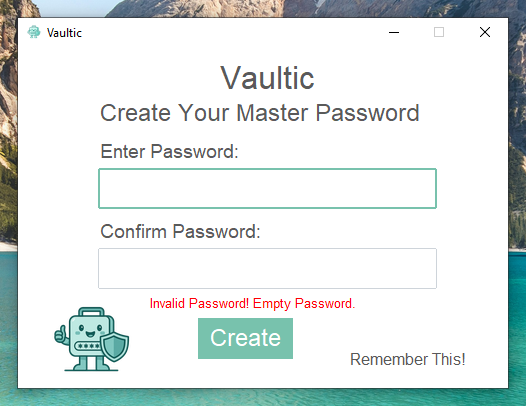 Vaultic
Vaultic
Create Your Master Password
Enter Password:
Confirm Password:
Invalid Password! Empty Password.
Create
Remember This!